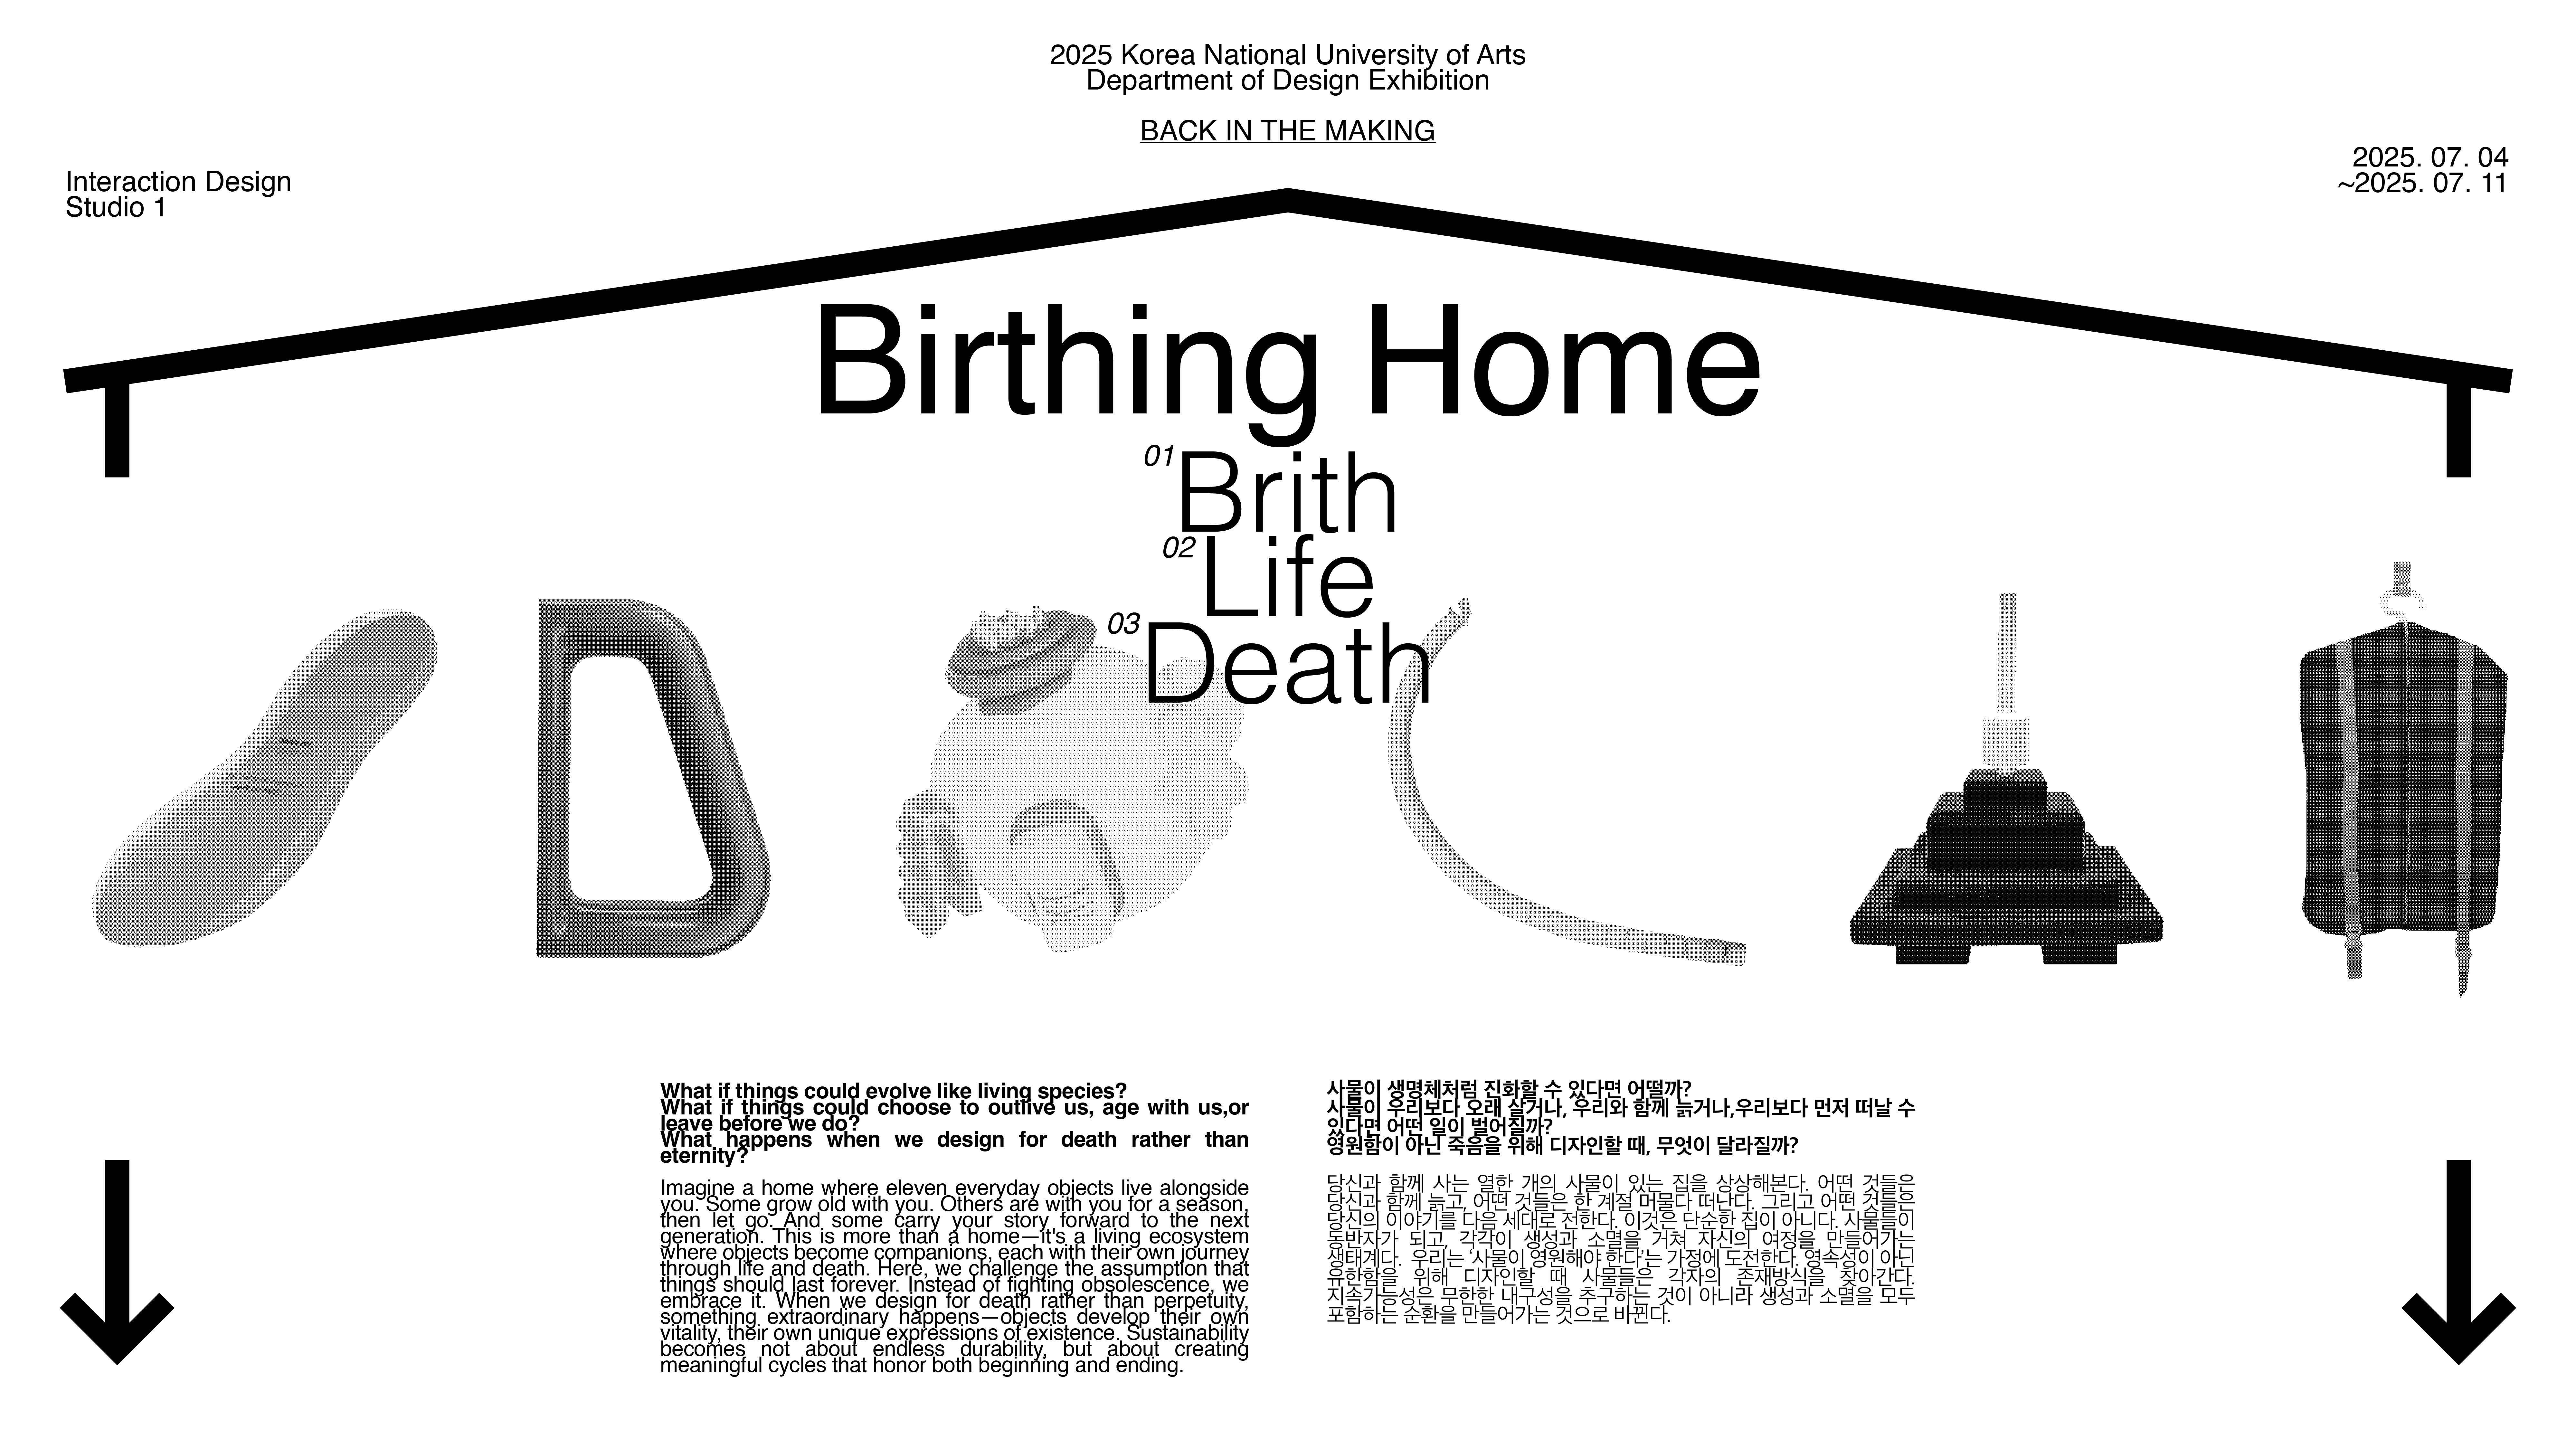 2025 Korea National University of Arts
Department of Design Exhibition
BACK IN THE MAKING
Interaction Design
Studio 1
2025. 07. 04
~2025. 07. 11
Birthing Home
01 Brith
02 Life
03 Death
What if things could evolve like living species?
What if things could choose to outlive us, age with us,or
leave before we do?
What happens when we design for death rather than
eternity?
Imagine a home where eleven everyday objects live alongside
you. Some grow old with you. Others are with you for a season,
then let go. And some carry your story forward to the next
generation. This is more than a home—it's a living ecosystem
where objects become companions, each with their own journey
through life and death. Here, we challenge the assumption that
things should last forever. Instead of fighting obsolescence, we
embrace it. When we design for death rather than perpetuity,
something extraordinary happens—objects develop their own
vitality, their own unique expressions of existence. Sustainability
becomes not about endless durability, but about creating
meaningful cycles that honor both beginning and ending.
사물이 생명체처럼 진화할 수 있다면 어떨까?
사물이 우리보다 오래 살거나, 우리와 함께 늙거나,우리보다 먼저 떠날 수
있다면 어떤 일이 벌어질까?
영원함이 아닌 죽음을 위해 디자인할 때, 무엇이 달라질까?
당신과 함께 사는 열한 개의 사물이 있는 집을 상상해본다. 어떤 것들은
당신과 함께 늙고, 어떤 것들은 한 계절 머물다 떠난다. 그리고 어떤 것들은
당신의 이야기를 다음 세대로 전한다. 이것은 단순한 집이 아니다. 사물들이
동반자가 되고, 각각이 생성과 소멸을 거쳐 자신의 여정을 만들어가는
생태계다. 우리는 '사물이 영원해야 한다'는 가정에 도전한다. 영속성이 아닌
유한함을 위해 디자인할 때 사물들은 각자의 존재방식을 찾아간다.
지속가능성은 무한한 내구성을 추구하는 것이 아니라 생성과 소멸을 모두
포함하는 순환을 만들어가는 것으로 바뀐다.